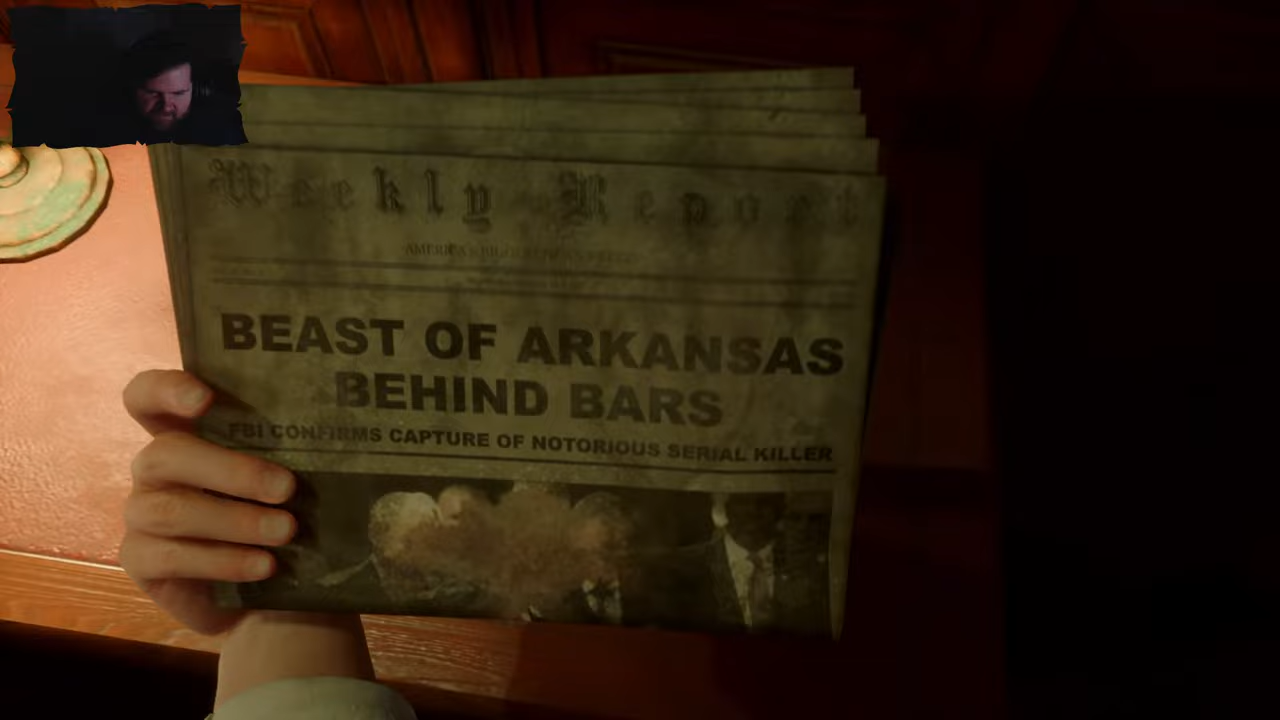 Weekly Report
BEAST OF ARKANSAS
BEHIND BARS
FBI CONFIRMS CAPTURE OF NOTORIOUS SERIAL KILLER